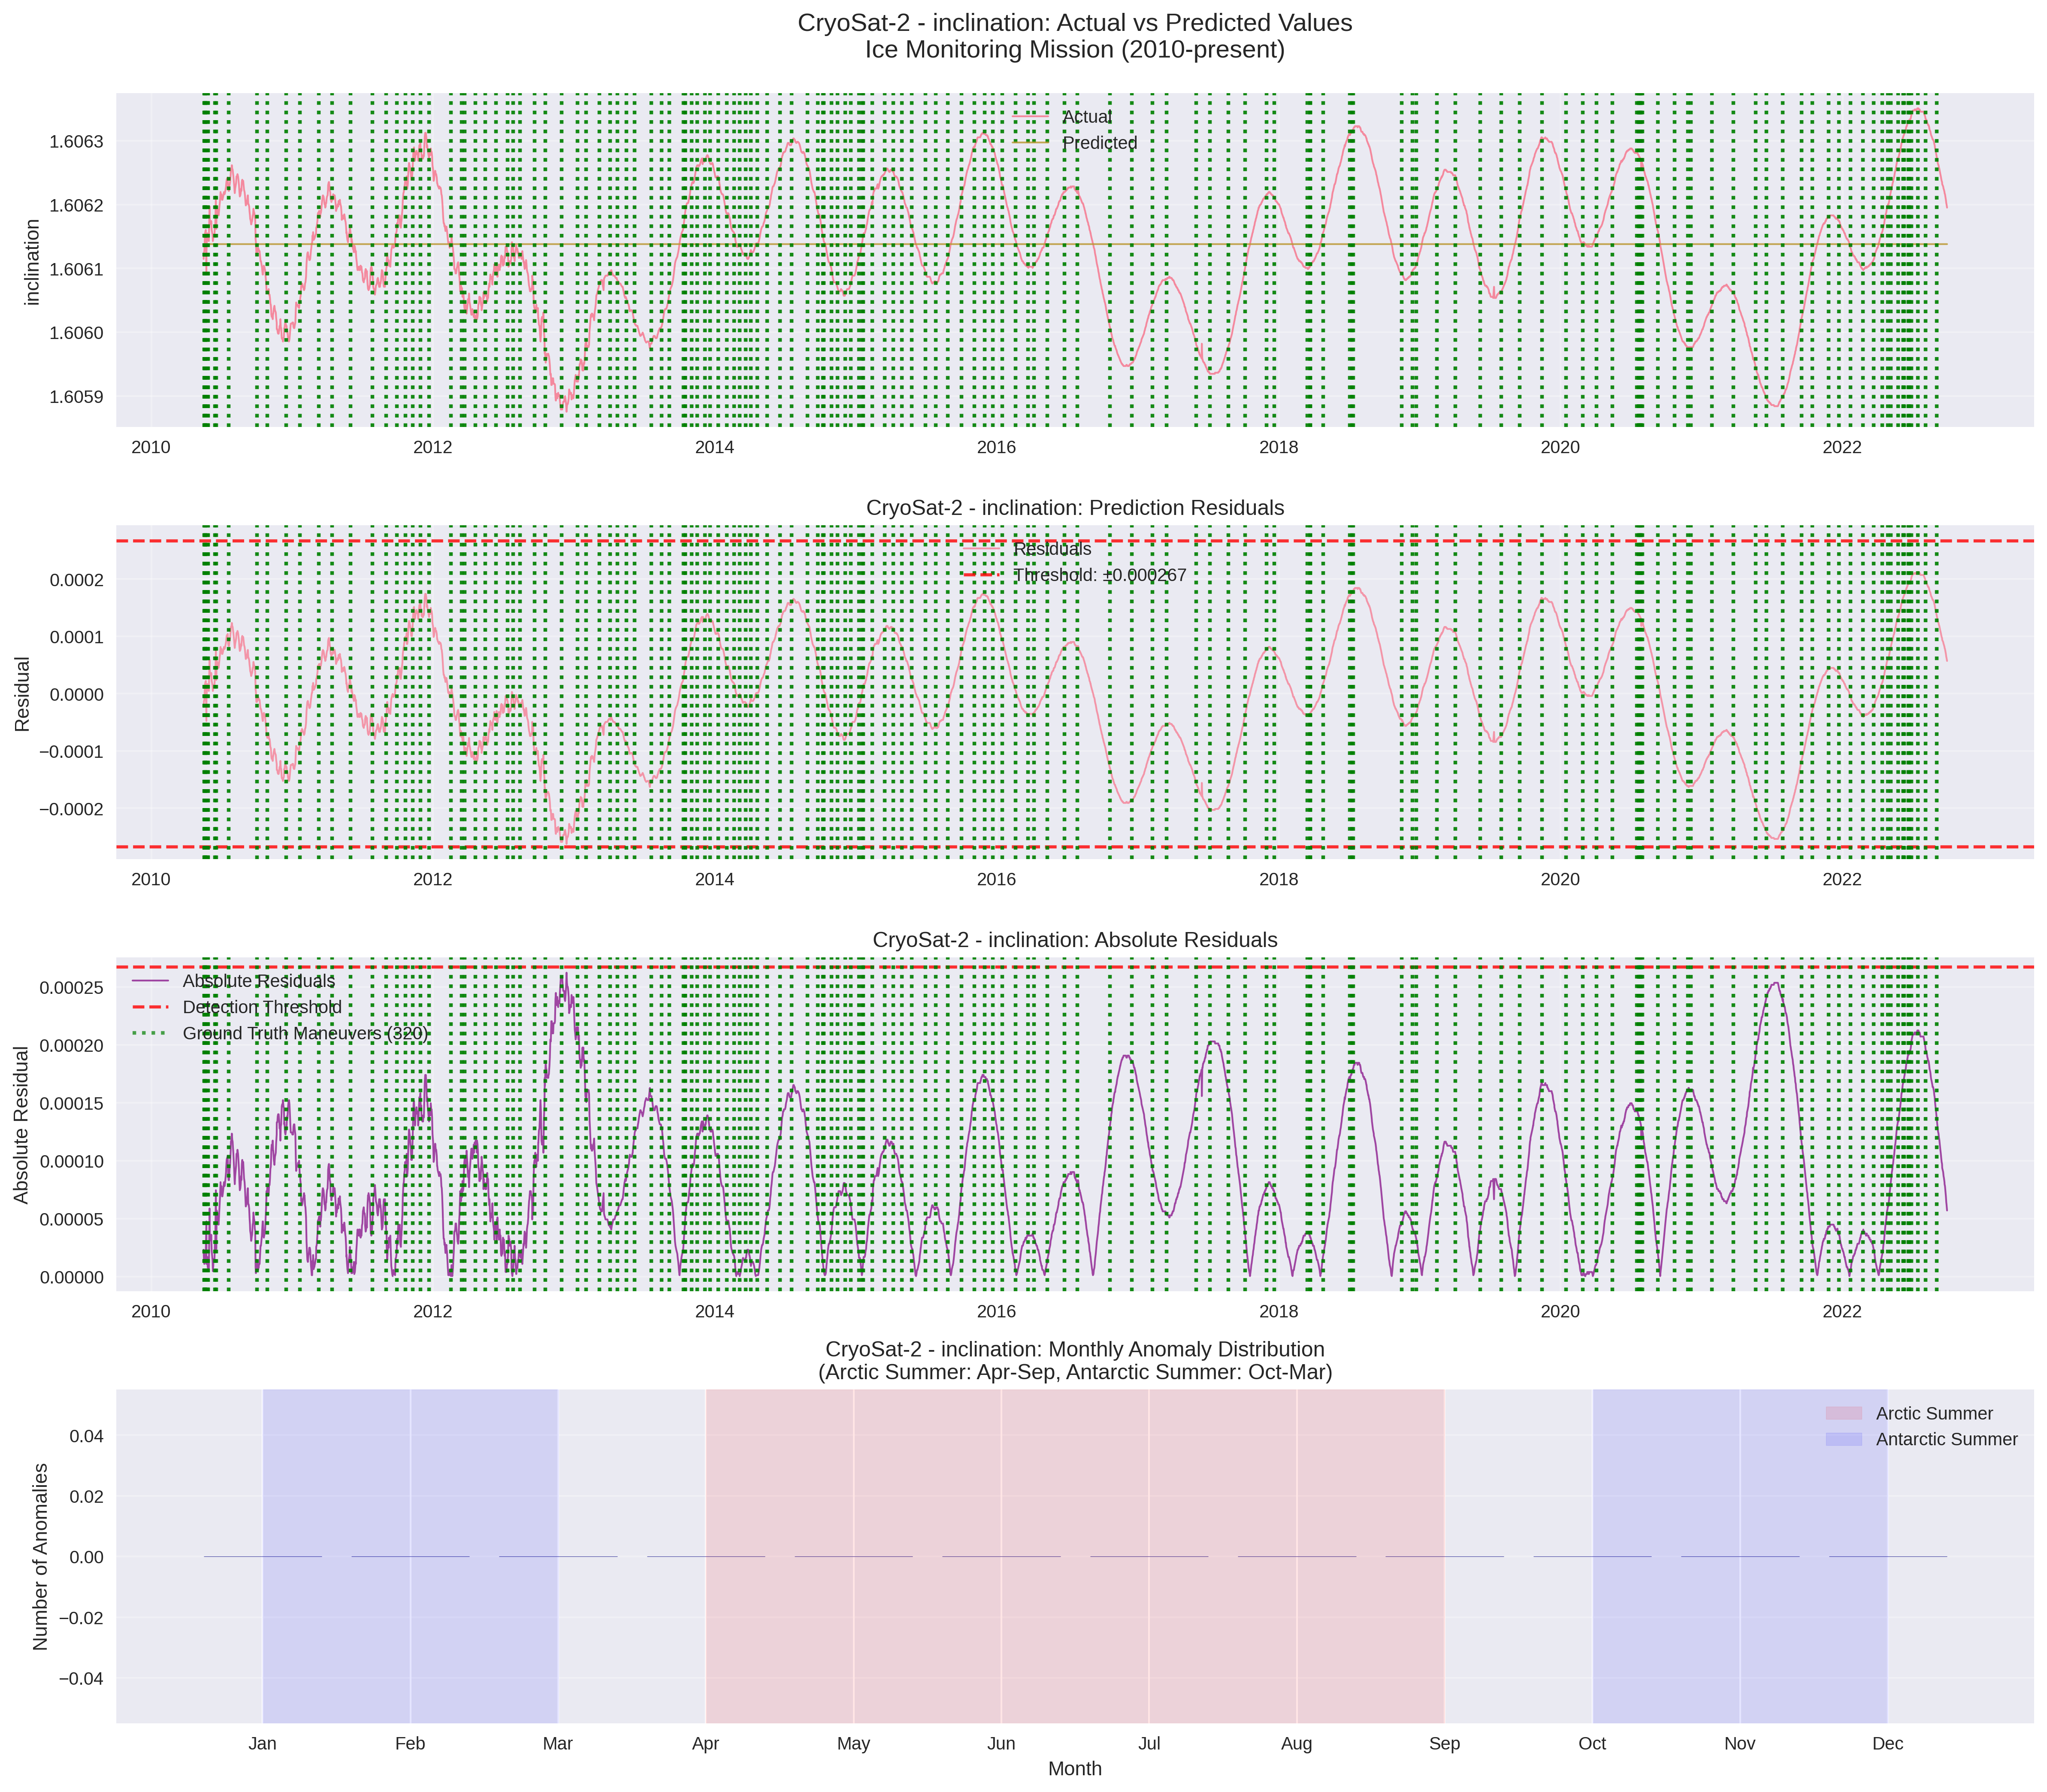 CryoSat-2 - inclination: Actual vs Predicted Values
Ice Monitoring Mission (2010-present)
Actual
Predicted
inclination
1.6063
1.6062
1.6061
1.6060
1.6059
2010 2012 2014 2016 2018 2020 2022
CryoSat-2 - inclination: Prediction Residuals
Residuals
Threshold: ±0.000267
Residual
0.0002
0.0001
0.0000
−0.0001
−0.0002
2010 2012 2014 2016 2018 2020 2022
CryoSat-2 - inclination: Absolute Residuals
Absolute Residuals
Detection Threshold
Ground Truth Maneuvers (320)
Absolute Residual
0.00025
0.00020
0.00015
0.00010
0.00005
0.00000
2010 2012 2014 2016 2018 2020 2022
CryoSat-2 - inclination: Monthly Anomaly Distribution
(Arctic Summer: Apr-Sep, Antarctic Summer: Oct-Mar)
Arctic Summer
Antarctic Summer
Number of Anomalies
0.04
0.02
0.00
−0.02
−0.04
Jan Feb Mar Apr May Jun Jul Aug Sep Oct Nov Dec
Month